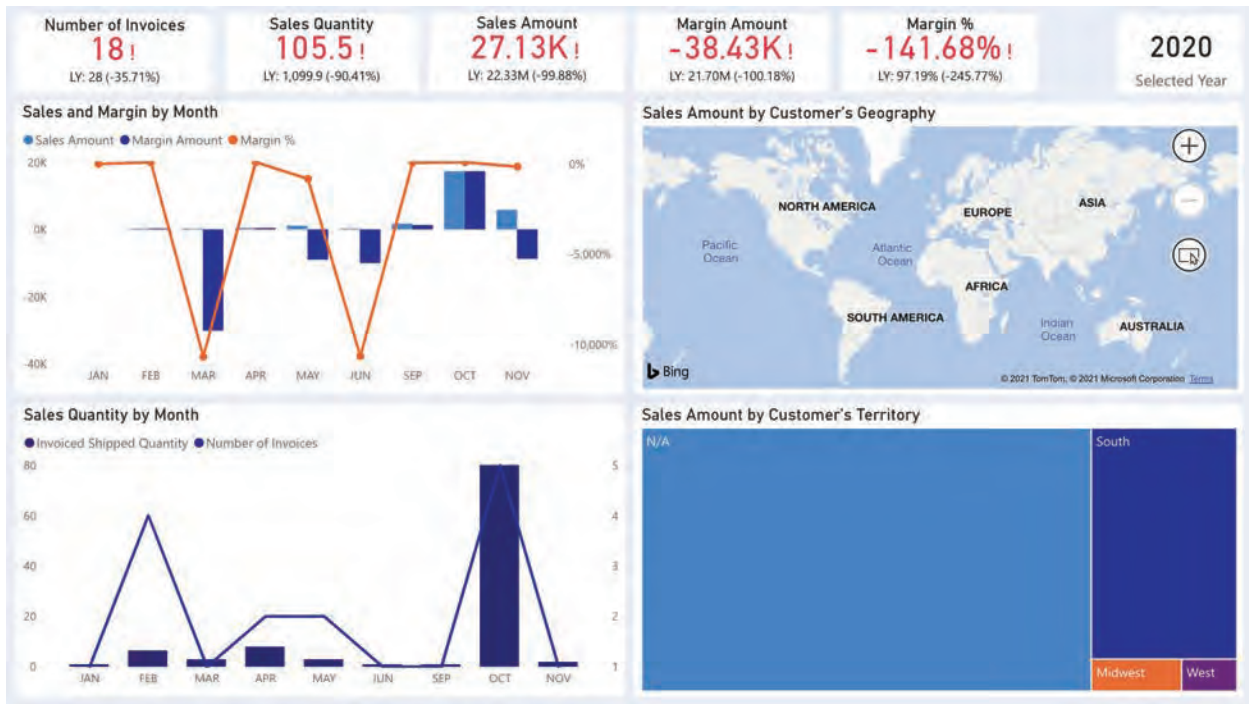 Number of Invoices
18!
LY: 28 (-35.71%)
Sales Quantity
105.5!
LY: 1,099.9 (-90.41%)
Sales Amount
27.13K!
LY: 22.33M (-99.88%)
Margin Amount
-38.43K!
LY: 21.70M (-100.18%)
Margin %
-141.68%!
LY: 97.19% (-245.77%)
2020
Selected Year
Sales and Margin by Month
Sales Amount Margin Amount Margin %
20K
0K
-20K
-40K
0%
-5,000%
-10,000%
JAN FEB MAR APR MAY JUN SEP OCT NOV
Sales Amount by Customer's Geography
NORTH AMERICA
EUROPE
ASIA
Pacific
Ocean
Atlantic
Ocean
AFRICA
SOUTH AMERICA
Indian
Ocean
AUSTRALIA
Bing
© 2021 TomTom, © 2021 Microsoft Corporation Terms
Sales Quantity by Month
Invoiced Shipped Quantity Number of Invoices
80
60
40
20
0
5
4
3
2
1
JAN FEB MAR APR MAY JUN SEP OCT NOV
Sales Amount by Customer's Territory
N/A
South
Midwest
West